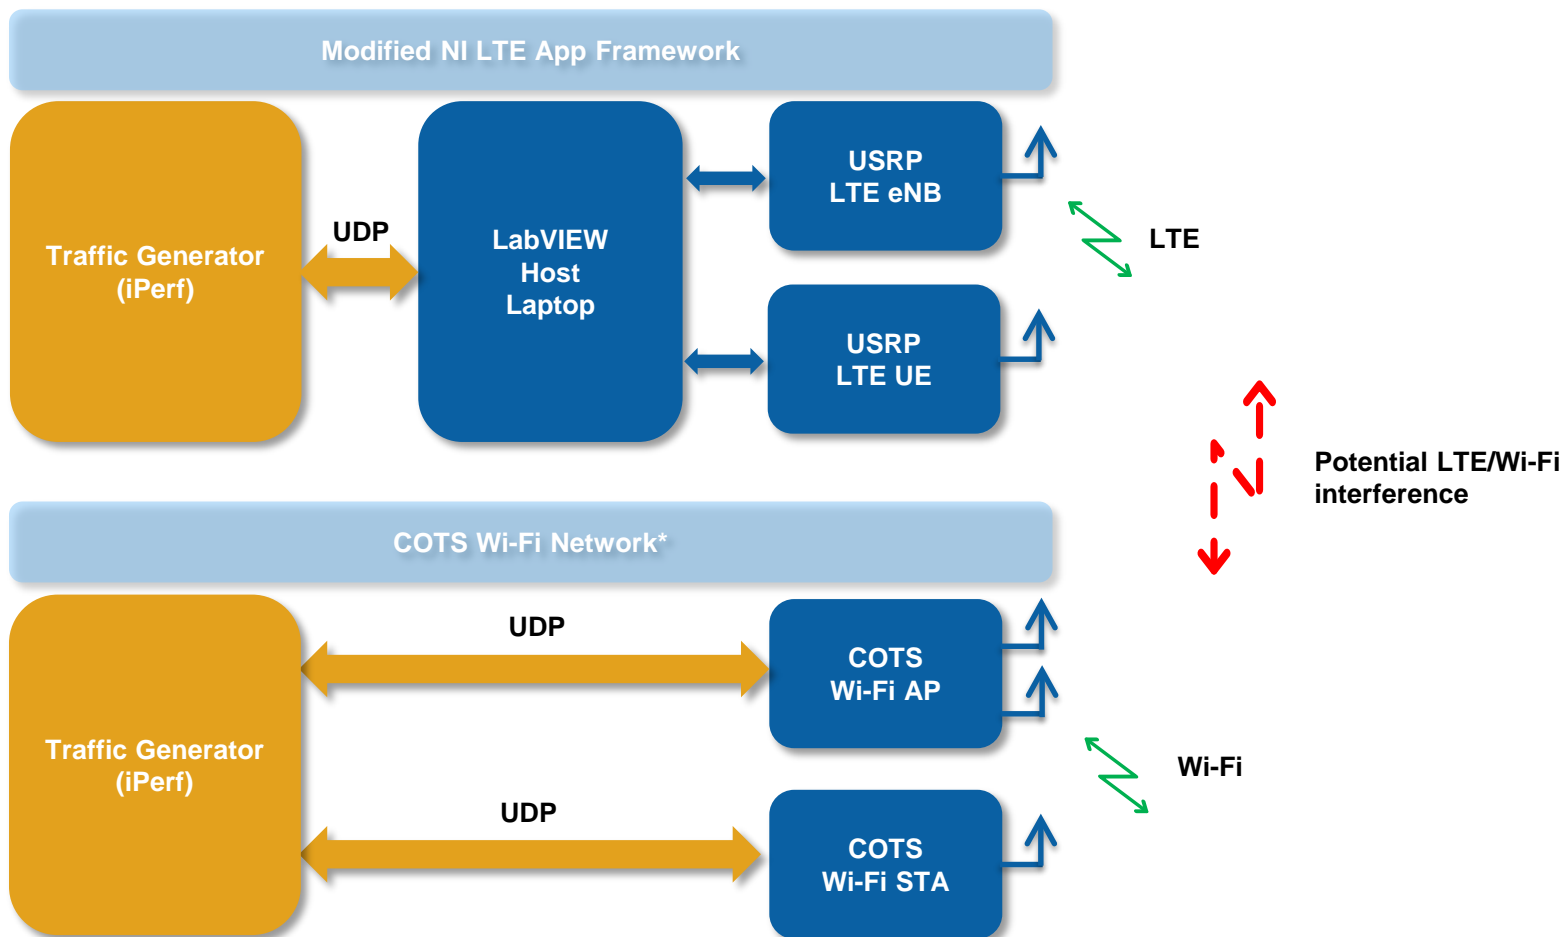 Modified NI LTE App Framework
Traffic Generator
(iPerf)
UDP
LabVIEW
Host
Laptop
USRP
LTE eNB
USRP
LTE UE
LTE
Potential LTE/Wi-Fi
interference
COTS Wi-Fi Network*
Traffic Generator
(iPerf)
UDP
UDP
COTS
Wi-Fi AP
COTS
Wi-Fi STA
Wi-Fi